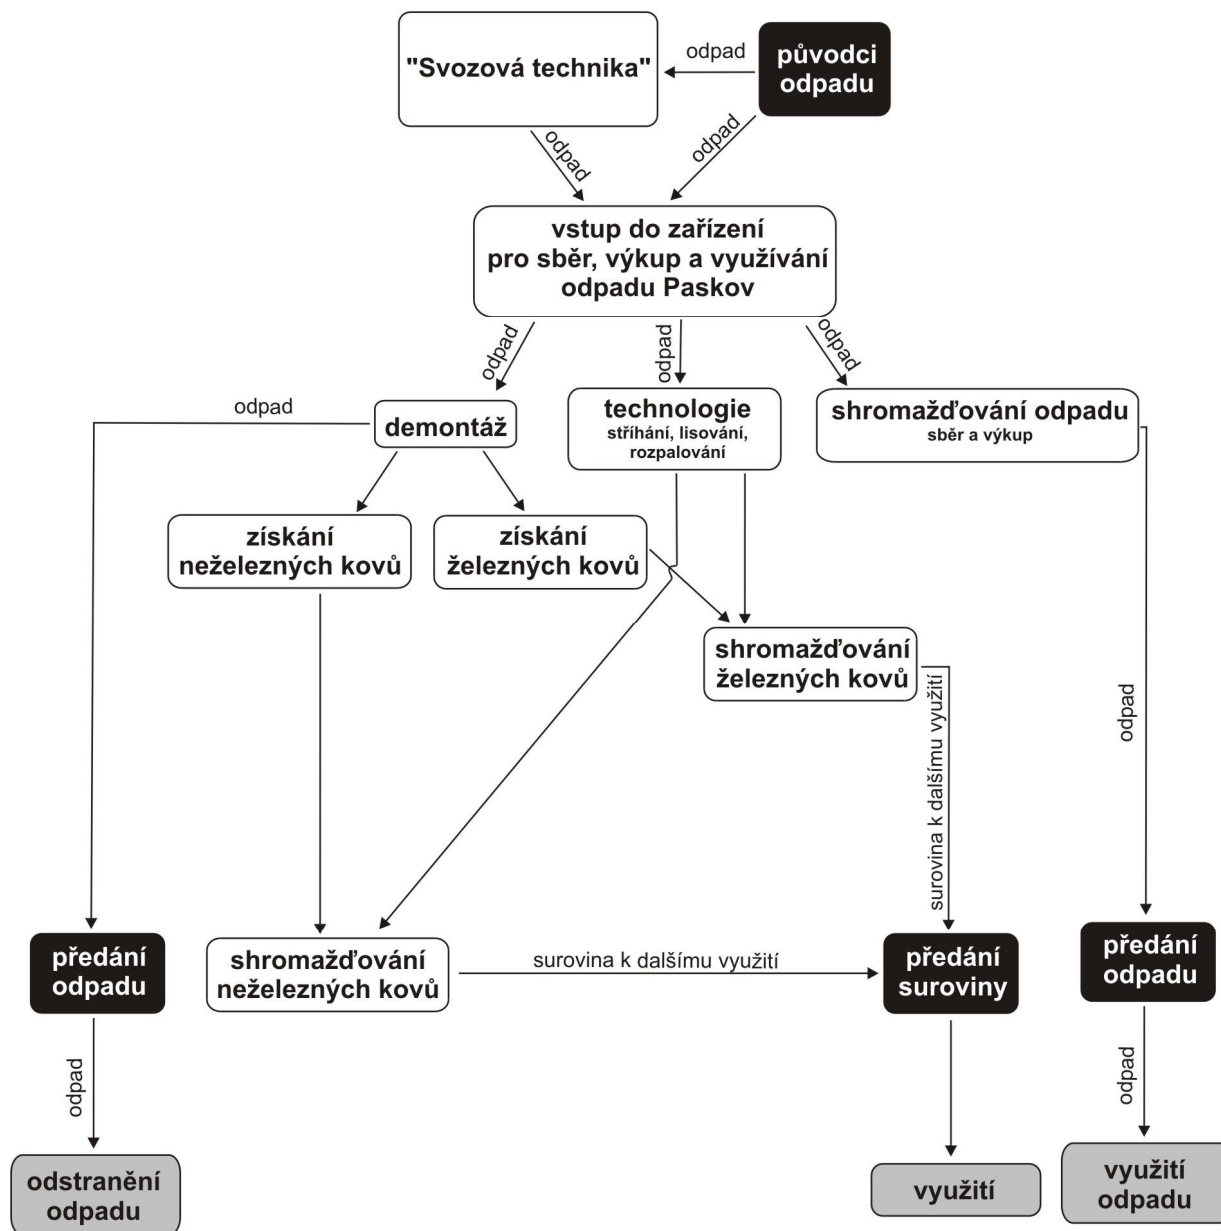 "Svozová technika"
odpad
původci
odpadu
odpad
odpad
vstup do zařízení
pro sběr, výkup a využívání
odpadu Paskov
odpad
odpad
odpad
odpad
demontáž
technologie
stříhání, lisování,
rozpalování
shromažďování odpadu
sběr a výkup
získání
neželezných kovů
získání
železných kovů
shromažďování
železných kovů
surovina k dalšímu využití
odpad
předání
odpadu
shromažďování
neželezných kovů
surovina k dalšímu využití
předání
suroviny
předání
odpadu
odpad
odpad
odstranění
odpadu
využití
využití
odpadu